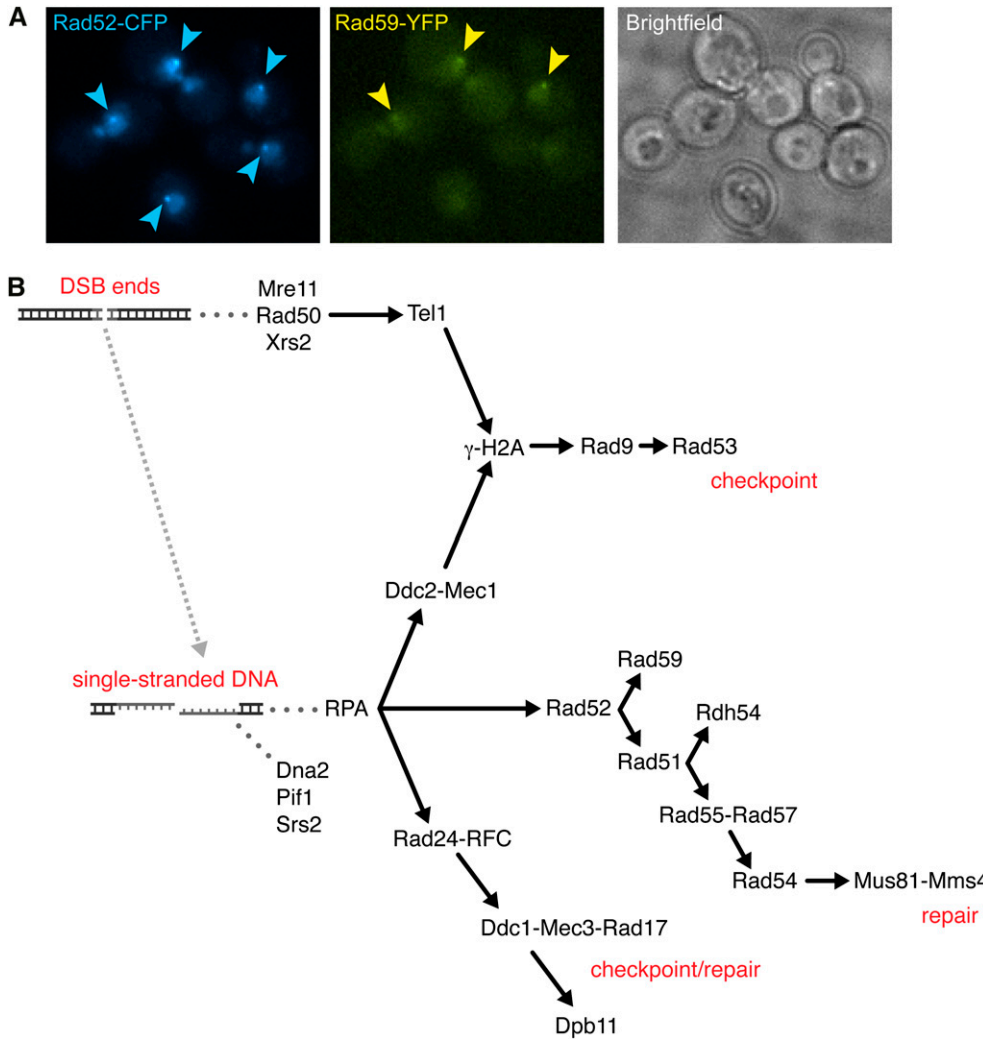 A
Rad52-CFP
Rad59-YFP
Brightfield
B
DSB ends
Mre11
Rad50
Xrs2
Tel1
γ-H2A
Rad9
Rad53
checkpoint
Ddc2-Mec1
single-stranded DNA
RPA
Dna2
Pif1
Srs2
Rad52
Rad59
Rad51
Rdh54
Rad55-Rad57
Rad54
Mus81-Mms4
repair
Rad24-RFC
Ddc1-Mec3-Rad17
checkpoint/repair
Dpb11